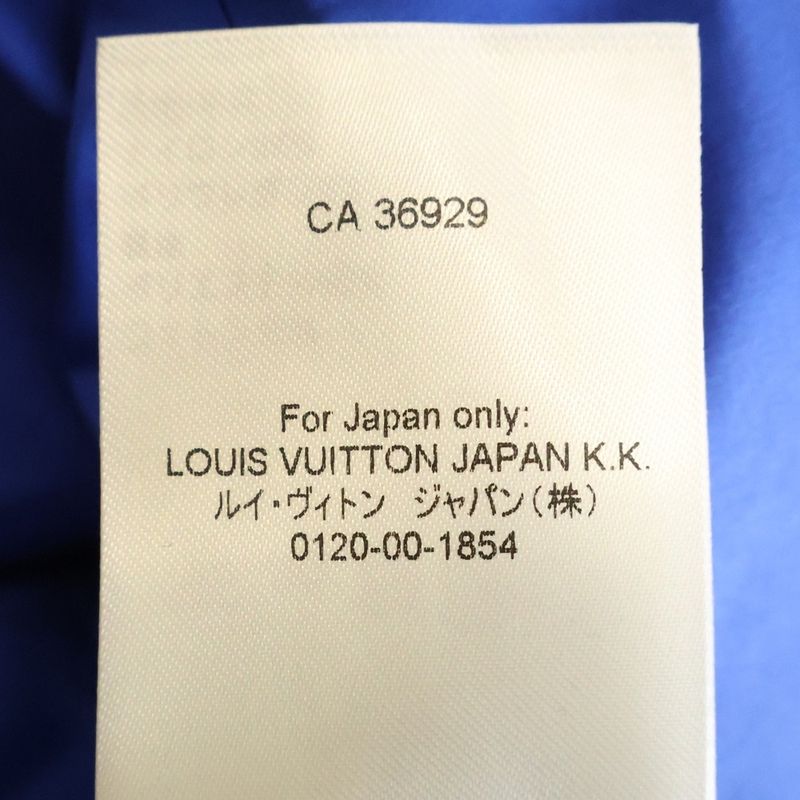 CA 36929
For Japan only:
LOUIS VUITTON JAPAN K.K.
ルイ・ヴィトン ジャパン(株)
0120-00-1854